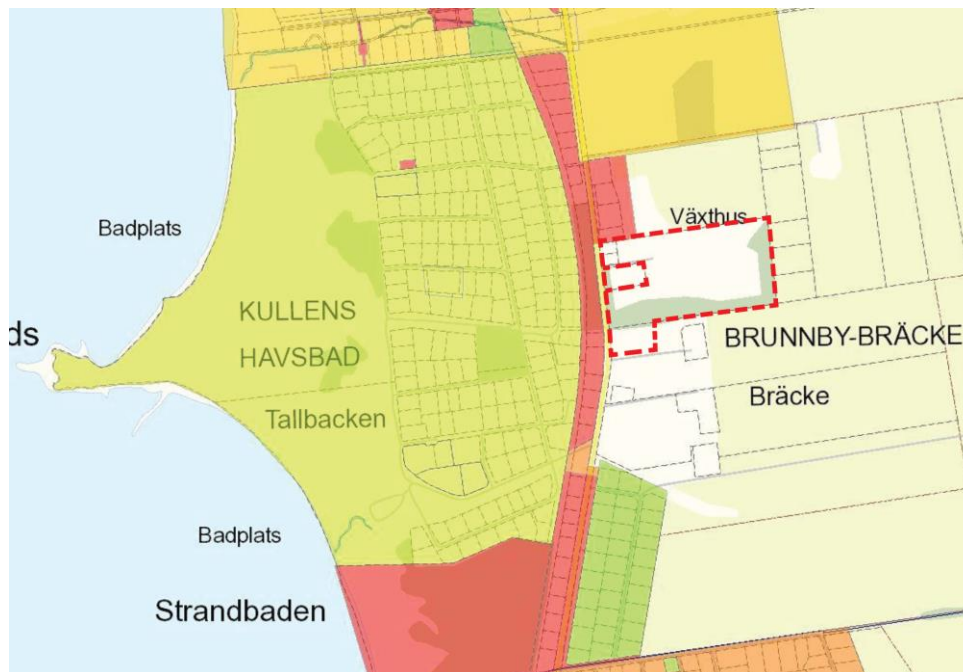 Badplats
Växthus
ds
KULLENS
HAVSBAD
BRUNNBY-BRÄCKE
Tallbacken
Bräcke
Badplats
Strandbaden